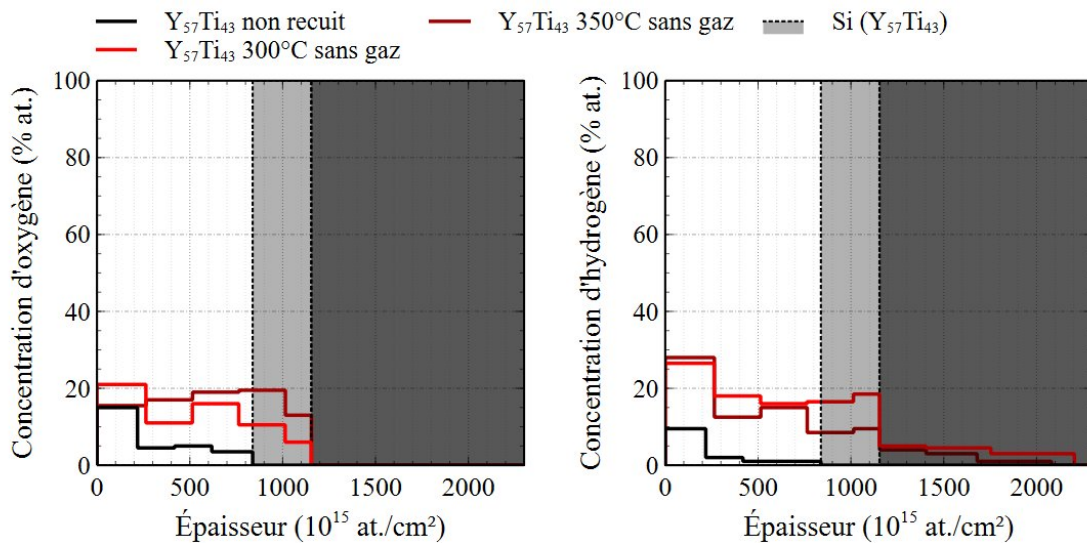 Y₅₇Ti₄₃ non recuit
Y₅₇Ti₄₃ 350°C sans gaz
Si (Y₅₇Ti₄₃)
Y₅₇Ti₄₃ 300°C sans gaz
Concentration d'oxygène (% at.)
100
80
60
40
20
0
0 500 1000 1500 2000
Épaisseur (10¹⁵ at./cm²)
Concentration d'hydrogène (% at.)
100
80
60
40
20
0
0 500 1000 1500 2000
Épaisseur (10¹⁵ at./cm²)